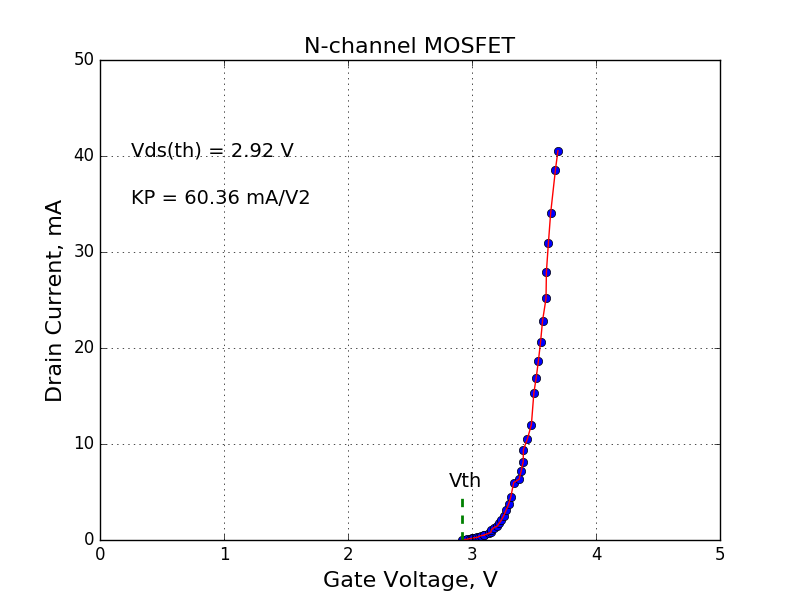 N-channel MOSFET
50
40
30
20
10
0
Drain Current, mA
Vds(th) = 2.92 V
KP = 60.36 mA/V2
Vth
0 1 2 3 4 5
Gate Voltage, V